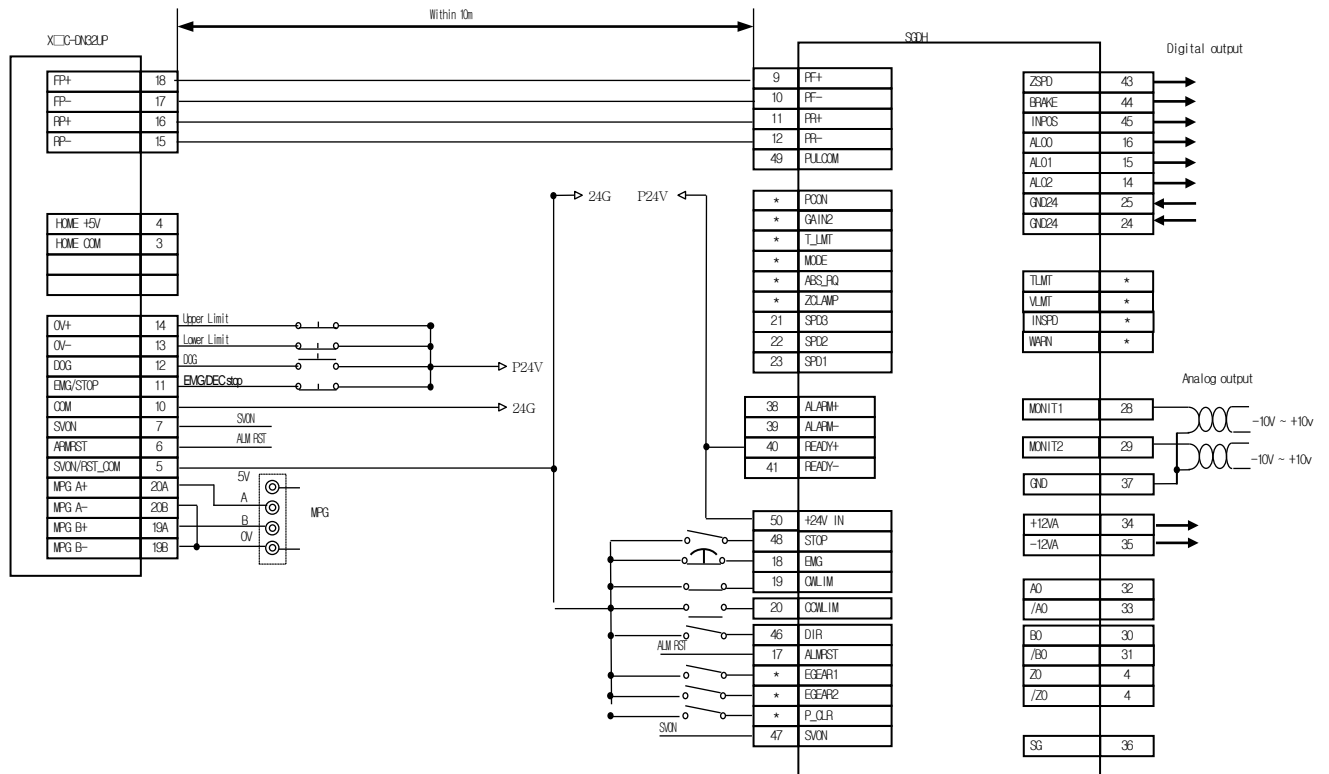 Within 10m
X□C-DN32UP
SGDH
Digital output
FP+ 18
FP- 17
RP+ 16
RP- 15
HOME +5V 4
HOME COM 3
OV+ 14 Upper Limit
OV- 13 Lower Limit
DOG 12 DOG
EMG/STOP 11 EMG/DEC stop
COM 10
SVON 7 SVON
ARMRST 6 ALM RST
SVON/RST_COM 5
MPG A+ 20A
MPG A- 20B
MPG B+ 19A
MPG B- 19B
5V
A
B
0V
MPG
P24V
24G
24G
P24V
9 PF+
10 PF-
11 PR+
12 PR-
49 PULCOM
* PCON
* GAIN2
* T_LMT
* MODE
* ABS_RQ
* ZCLAMP
21 SPD3
22 SPD2
23 SPD1
38 ALARM+
39 ALARM-
40 READY+
41 READY-
50 +24V IN
48 STOP
18 EMG
19 CWLIM
20 CCWLIM
46 DIR
ALM RST 17 ALMRST
* EGEAR1
* EGEAR2
* P_CLR
SVON 47 SVON
ZSPD 43
BRAKE 44
INPOS 45
ALO0 16
ALO1 15
ALO2 14
GND24 25
GND24 24
TLMT *
VLMT *
INSPD *
WARN *
Analog output
MONIT1 28 -10V ~ +10v
MONIT2 29 -10V ~ +10v
GND 37
+12VA 34
-12VA 35
AO 32
/AO 33
BO 30
/BO 31
ZO 4
/ZO 4
SG 36